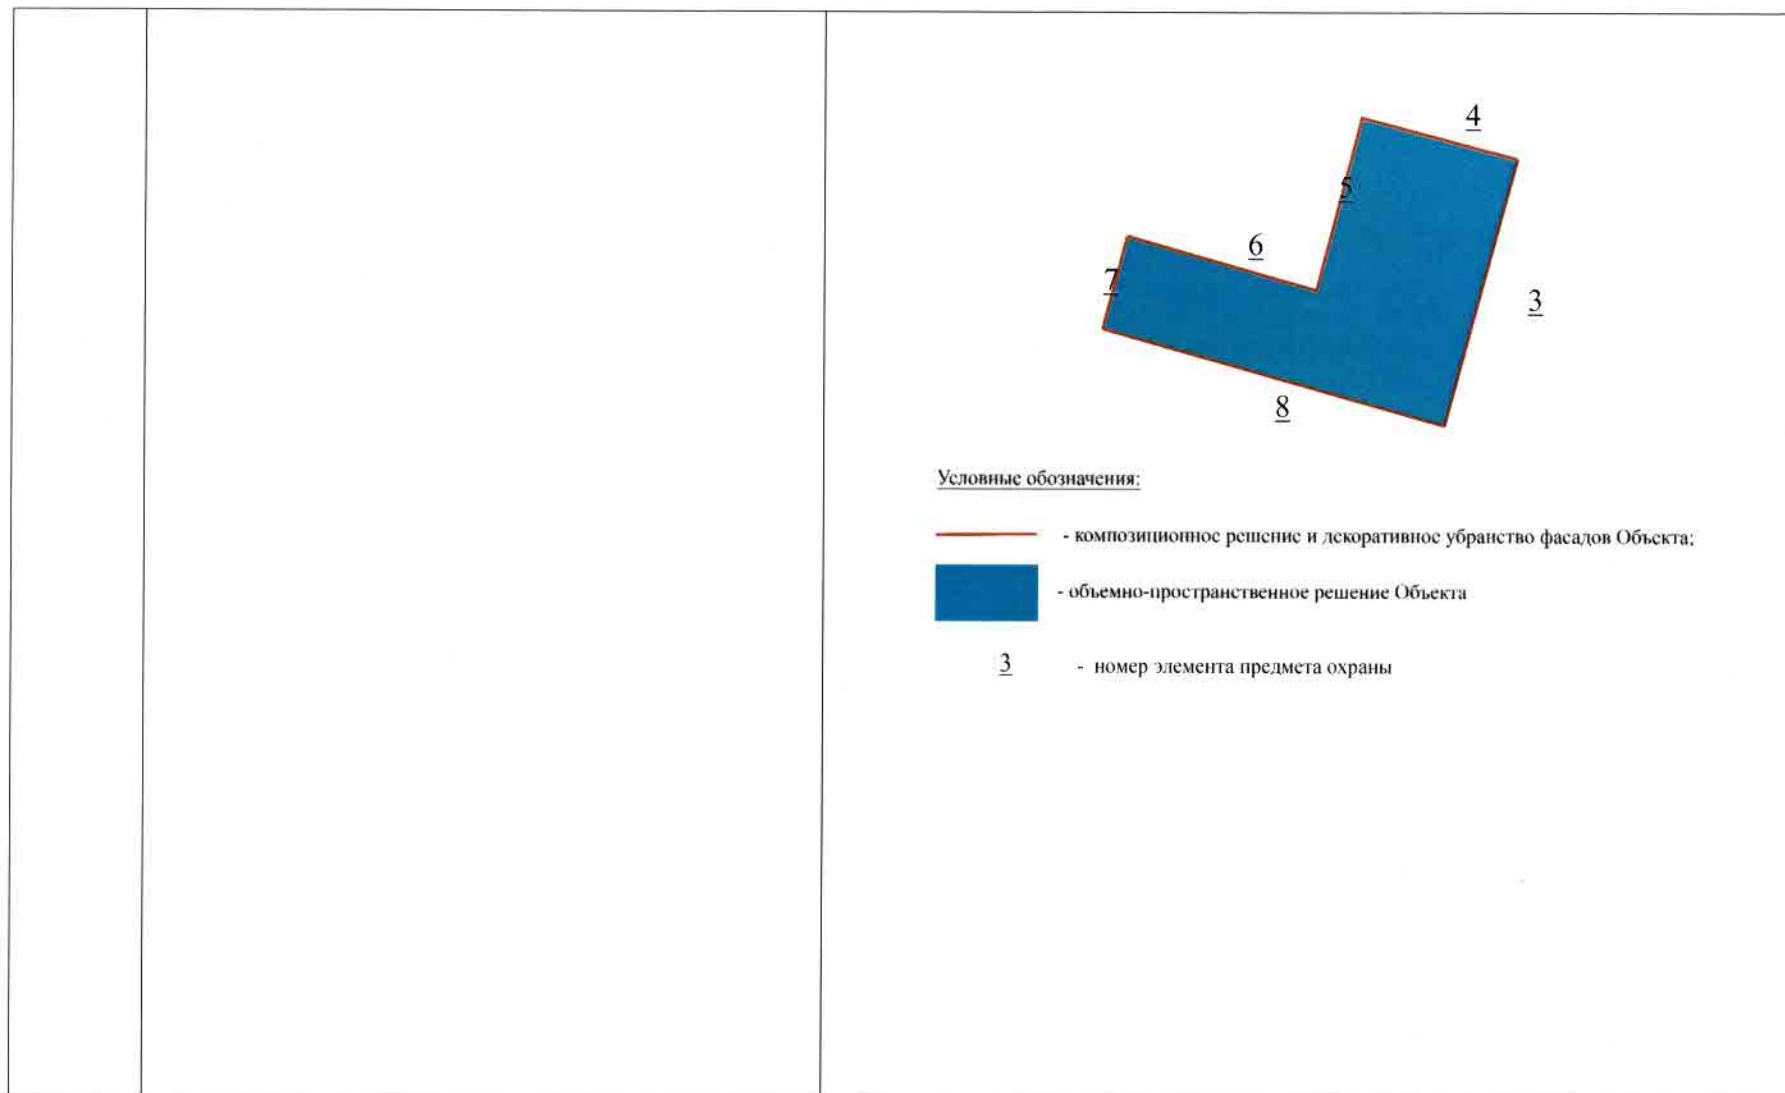 4
5
6
7
3
8
Условные обозначения:
- композиционное решение и декоративное убранство фасадов Объекта;
- объемно-пространственное решение Объекта
3 - номер элемента предмета охраны